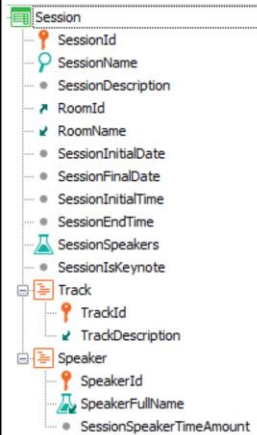 Session
SessionId
SessionName
SessionDescription
RoomId
RoomName
SessionInitialDate
SessionFinalDate
SessionInitialTime
SessionEndTime
SessionSpeakers
SessionIsKeynote
Track
TrackId
TrackDescription
Speaker
SpeakerId
SpeakerFullName
SessionSpeakerTimeAmount